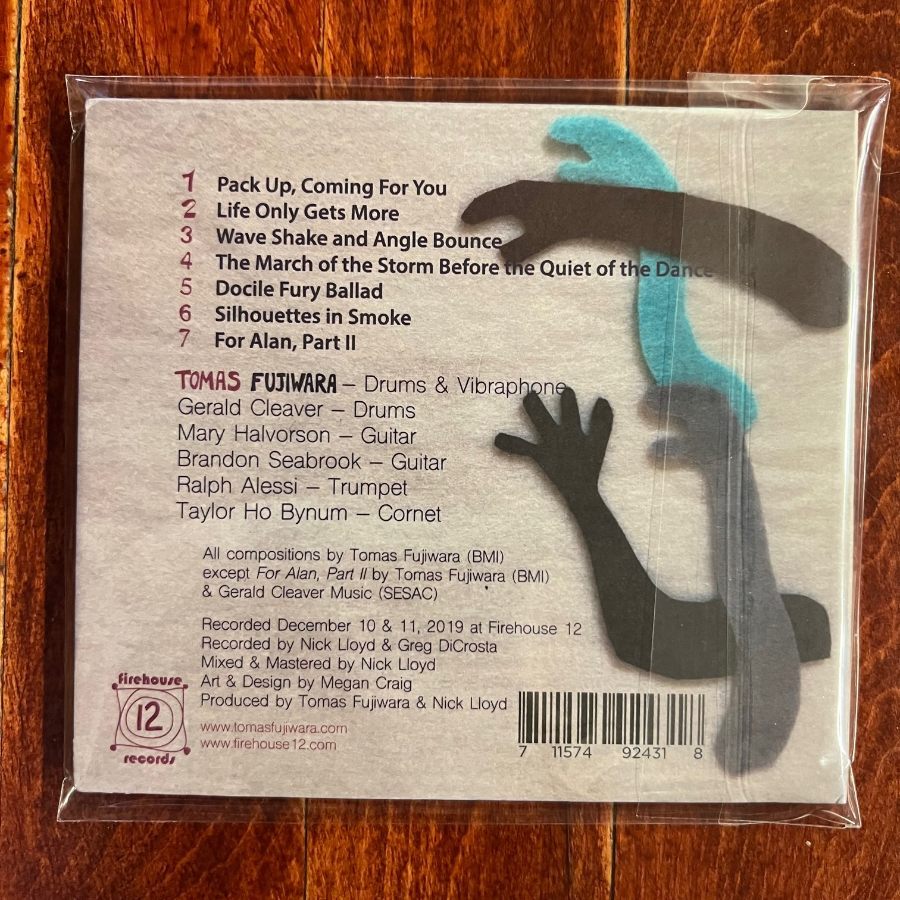 1 Pack Up, Coming For You
2 Life Only Gets More
3 Wave Shake and Angle Bounce
4 The March of the Storm Before the Quiet of the Dance
5 Docile Fury Ballad
6 Silhouettes in Smoke
7 For Alan, Part II
TOMAS FUJIWARA – Drums & Vibraphone
Gerald Cleaver – Drums
Mary Halvorson – Guitar
Brandon Seabrook – Guitar
Ralph Alessi – Trumpet
Taylor Ho Bynum – Cornet
All compositions by Tomas Fujiwara (BMI)
except For Alan, Part II by Tomas Fujiwara (BMI)
& Gerald Cleaver Music (SESAC)
Recorded December 10 & 11, 2019 at Firehouse 12
Recorded by Nick Lloyd & Greg DiCrosta
Mixed & Mastered by Nick Lloyd
Art & Design by Megan Craig
Produced by Tomas Fujiwara & Nick Lloyd
www.tomasfujiwara.com
www.firehouse12.com
firehouse
12
records
7 11574 92431 8